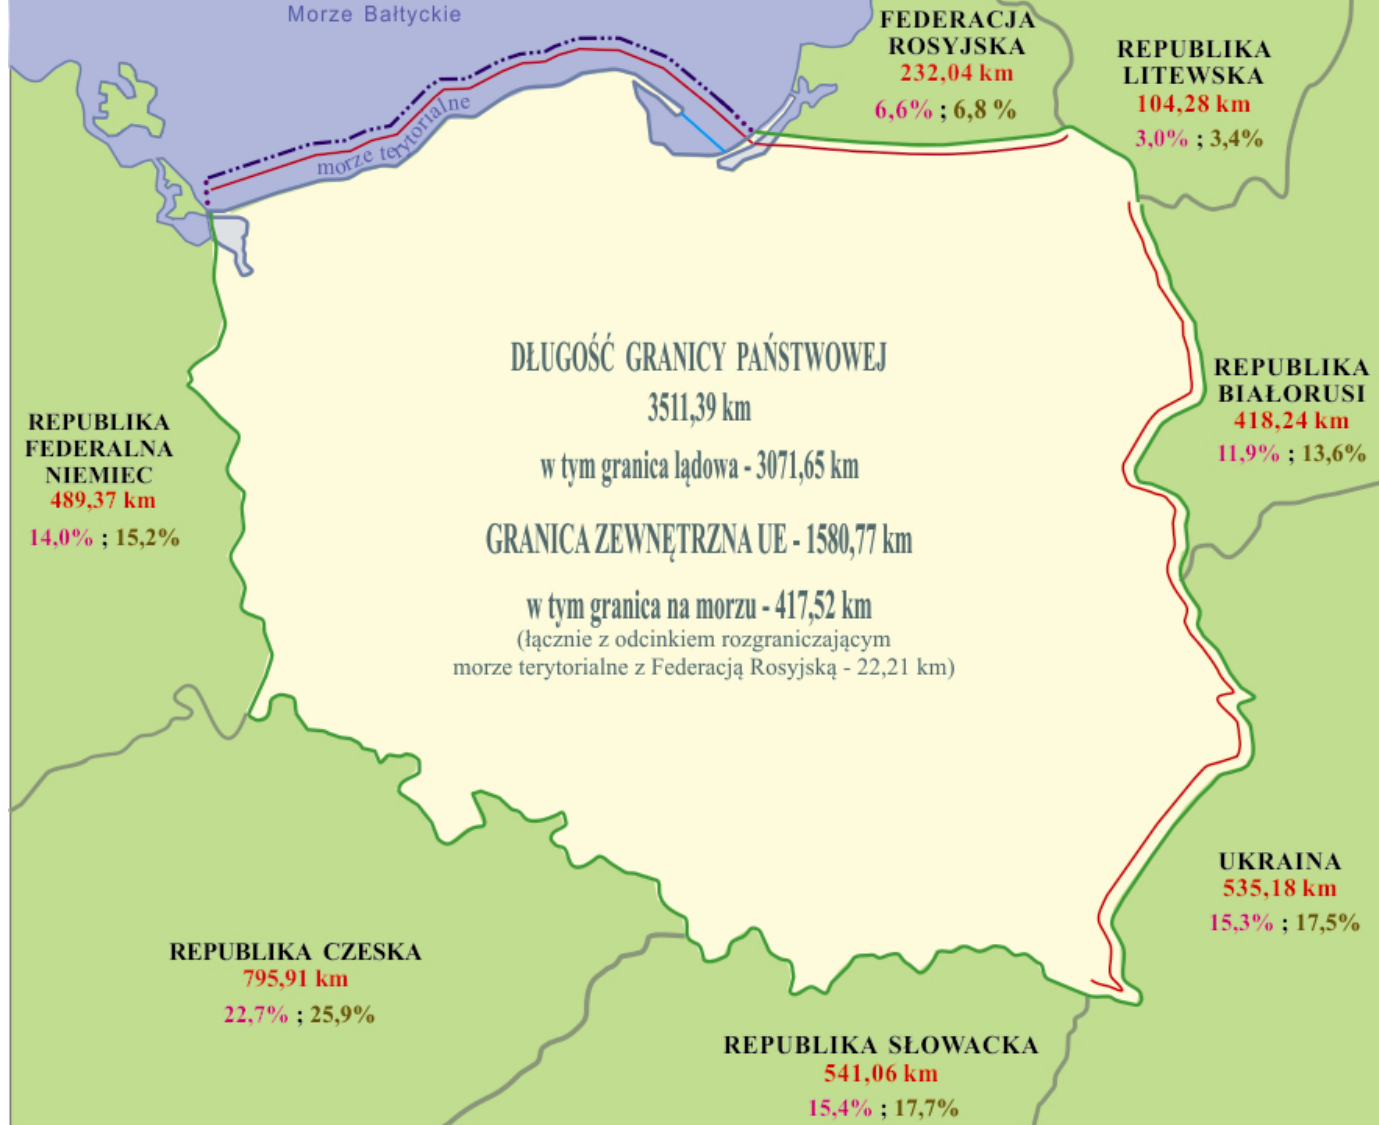 Morze Bałtyckie
FEDERACJA
ROSYJSKA
232,04 km
6,6% ; 6,8 %
REPUBLIKA
LITEWSKA
104,28 km
3,0% ; 3,4%
morze terytorialne
DŁUGOŚĆ GRANICY PAŃSTWOWEJ
3511,39 km
w tym granica lądowa - 3071,65 km
GRANICA ZEWNĘTRZNA UE - 1580,77 km
w tym granica na morzu - 417,52 km
(łącznie z odcinkiem rozgraniczającym
morze terytorialne z Federacją Rosyjską - 22,21 km)
REPUBLIKA
BIAŁORUSI
418,24 km
11,9% ; 13,6%
REPUBLIKA
FEDERALNA
NIEMIEC
489,37 km
14,0% ; 15,2%
UKRAINA
535,18 km
15,3% ; 17,5%
REPUBLIKA CZESKA
795,91 km
22,7% ; 25,9%
REPUBLIKA SŁOWACKA
541,06 km
15,4% ; 17,7%